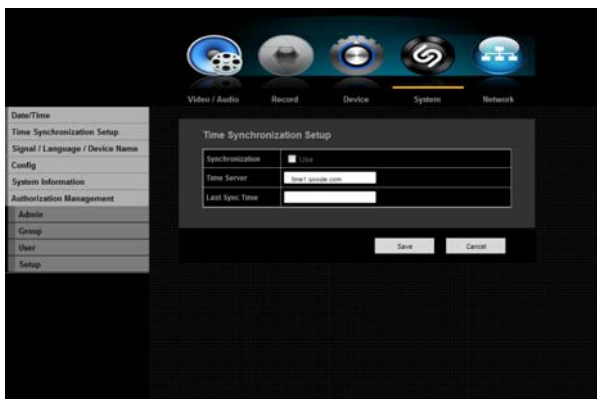 Video / Audio
Record
Device
System
Network
Date/Time
Time Synchronization Setup
Signal / Language / Device Name
Config
System Information
Authorization Management
Admin
Group
User
Setup
Time Synchronization Setup
Synchronization
Use
Time Server
Last Sync Time
Save
Cancel